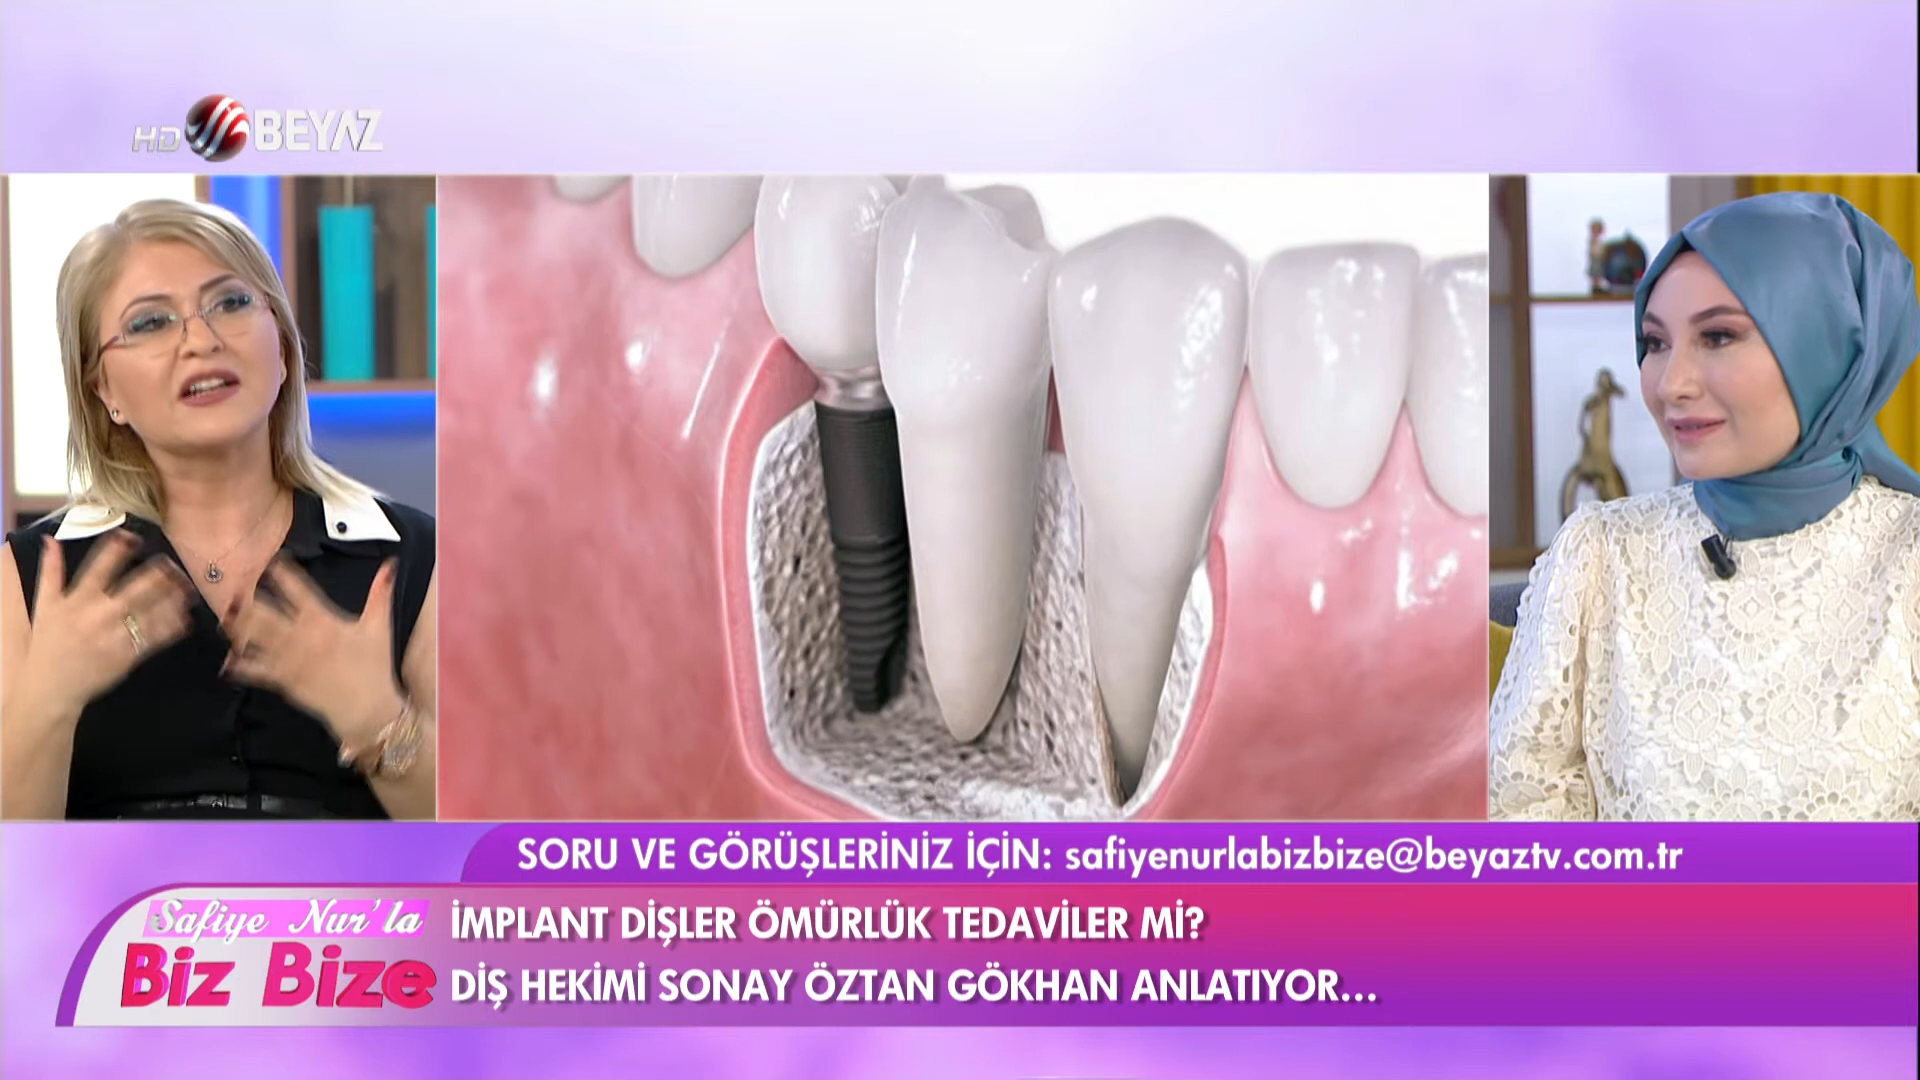 HD BEYAZ
SORU VE GÖRÜŞLERİNİZ İÇİN: safiyenurlabizbize@beyaztv.com.tr
Safiye Nur'la
Biz Bize
İMPLANT DİŞLER ÖMÜRLÜK TEDAVİLER Mİ?
DİŞ HEKİMİ SONAY ÖZTAN GÖKHAN ANLATIYOR...